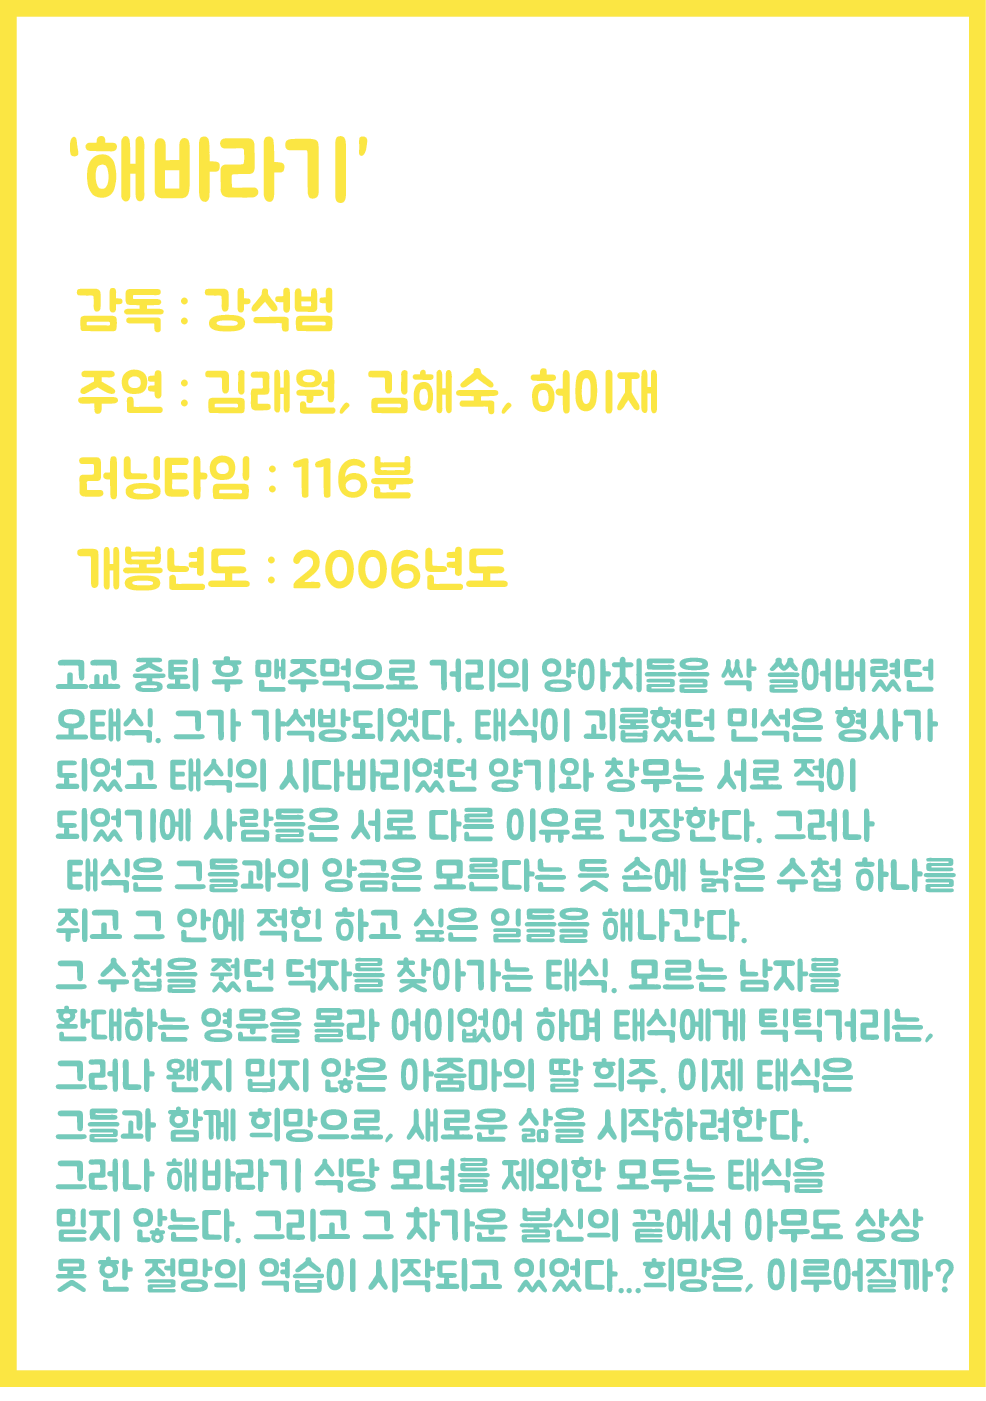 ‘해바라기’
감독 : 강석범
주연 : 김래원, 김해숙, 허이재
러닝타임 : 116분
개봉년도 : 2006년도
고교 중퇴 후 맨주먹으로 거리의 양아치들을 싹 쓸어버렸던
오태식. 그가 가석방되었다. 태식이 괴롭혔던 민석은 형사가
되었고 태식의 시다바리였던 양기와 창무는 서로 적이
되었기에 사람들은 서로 다른 이유로 긴장한다. 그러나
태식은 그들과의 앙금은 모른다는 듯 손에 낡은 수첩 하나를
쥐고 그 안에 적힌 하고 싶은 일들을 해나간다.
그 수첩을 줬던 덕자를 찾아가는 태식. 모르는 남자를
환대하는 영문을 몰라 어이없어 하며 태식에게 틱틱거리는,
그러나 왠지 밉지 않은 아줌마의 딸 희주. 이제 태식은
그들과 함께 희망으로, 새로운 삶을 시작하려한다.
그러나 해바라기 식당 모녀를 제외한 모두는 태식을
믿지 않는다. 그리고 그 차가운 불신의 끝에서 아무도 상상
못 한 절망의 역습이 시작되고 있었다...희망은, 이루어질까?